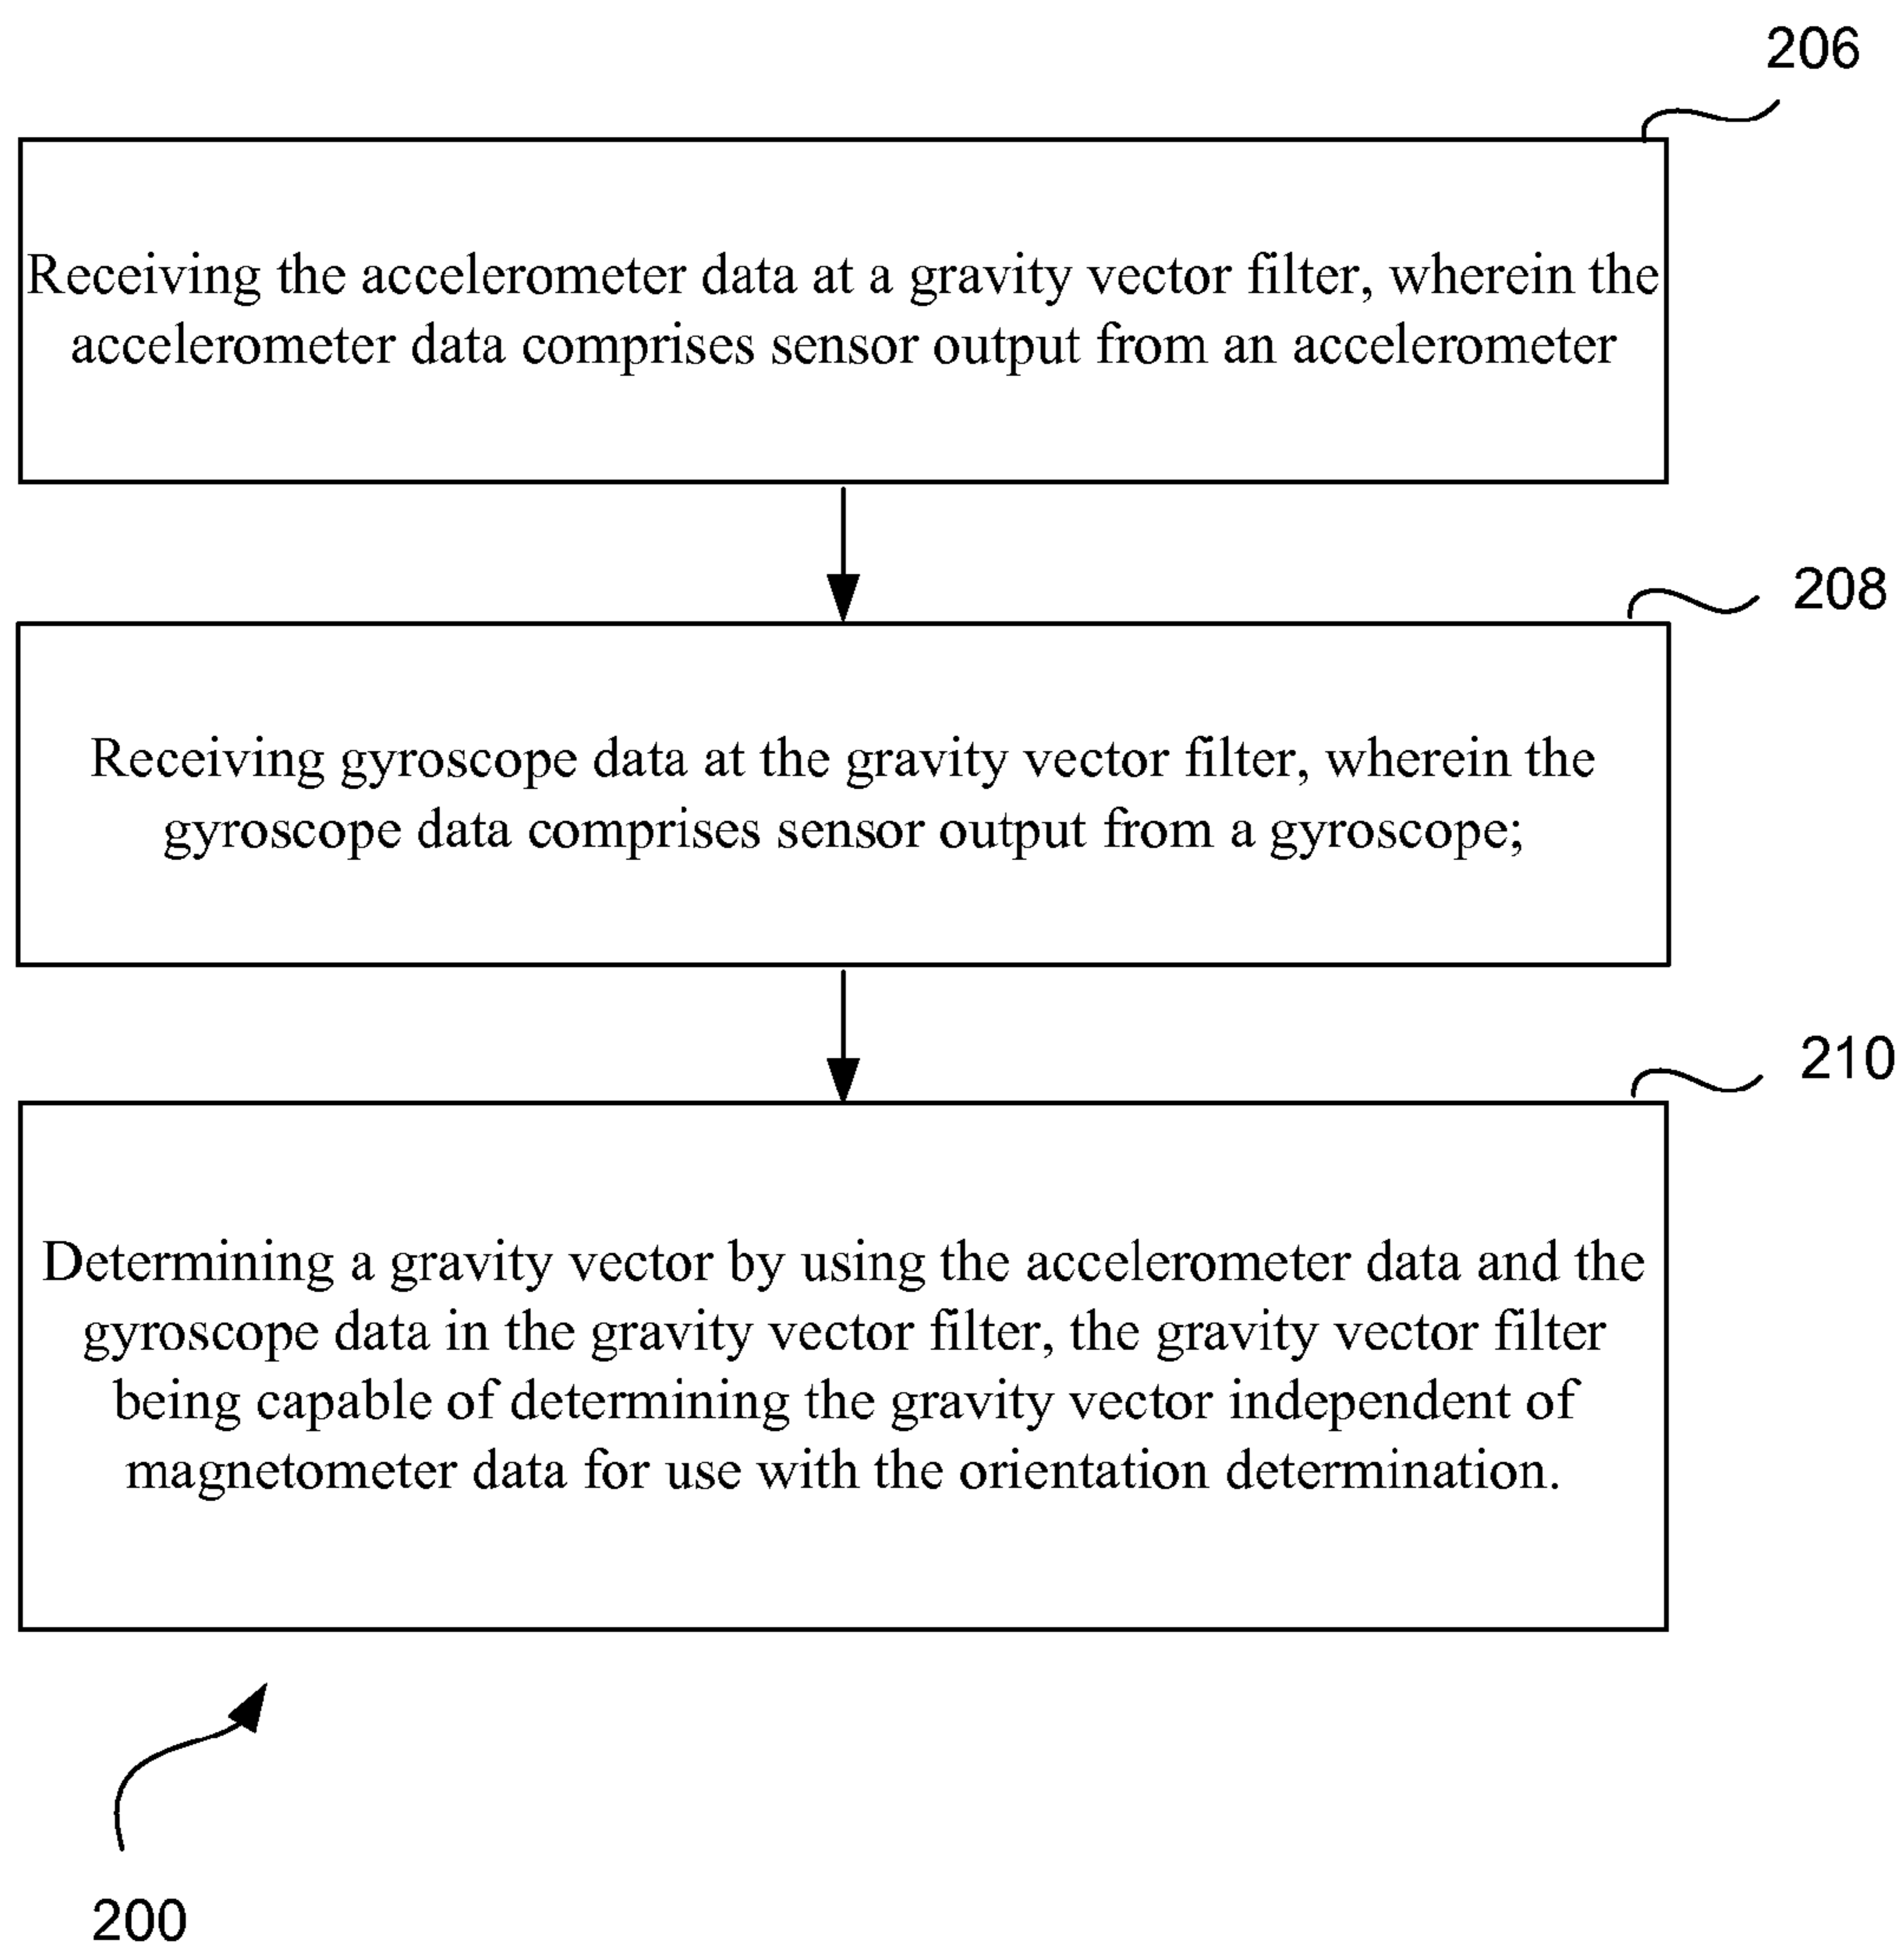 206
Receiving the accelerometer data at a gravity vector filter, wherein the
accelerometer data comprises sensor output from an accelerometer
208
Receiving gyroscope data at the gravity vector filter, wherein the
gyroscope data comprises sensor output from a gyroscope;
210
Determining a gravity vector by using the accelerometer data and the
gyroscope data in the gravity vector filter, the gravity vector filter
being capable of determining the gravity vector independent of
magnetometer data for use with the orientation determination.
200